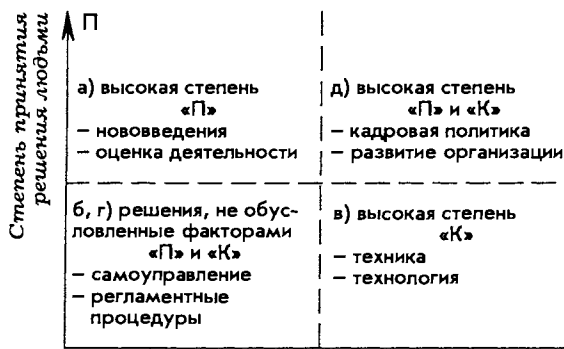 Степень принятия
решения людьми
П
а) высокая степень
«П»
– нововведения
– оценка деятельности
д) высокая степень
«П» и «К»
– кадровая политика
– развитие организации
б, г) решения, не обус-
ловленные факторами
«П» и «К»
– самоуправление
– регламентные
процедуры
в) высокая степень
«К»
– техника
– технология